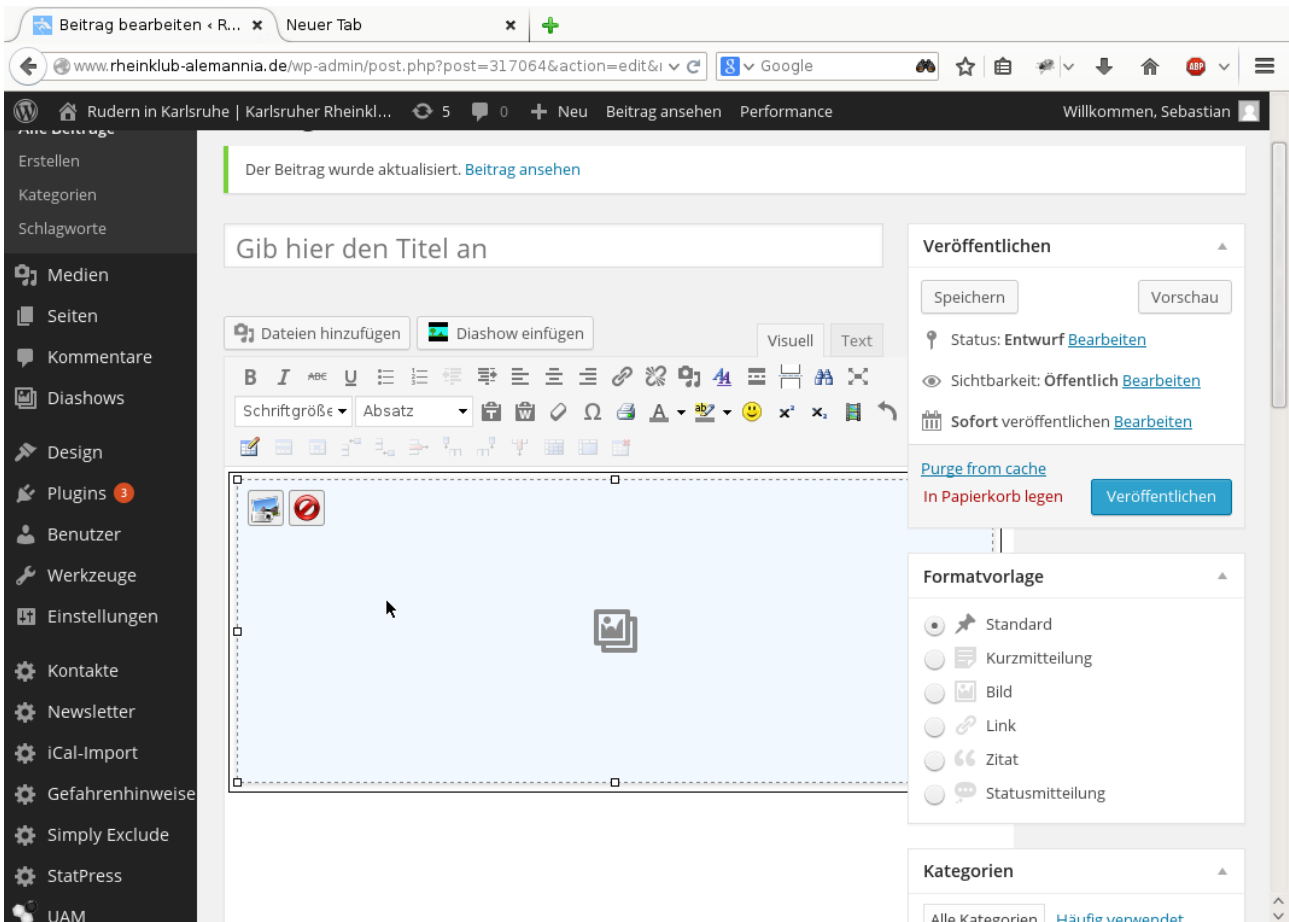 Beitrag bearbeiten ‹ R...
Neuer Tab
www.rheinklub-alemannia.de/wp-admin/post.php?post=317064&action=edit&
8
Google
ABP
Rudern in Karlsruhe | Karlsruher Rheinkl...
5
0
Neu
Beitrag ansehen
Performance
Willkommen, Sebastian
Alle Beiträge
Erstellen
Kategorien
Schlagworte
Medien
Seiten
Kommentare
Diashows
Design
Plugins 3
Benutzer
Werkzeuge
Einstellungen
Kontakte
Newsletter
iCal-Import
Gefahrenhinweise
Simply Exclude
StatPress
UAM
Der Beitrag wurde aktualisiert. Beitrag ansehen
Gib hier den Titel an
Dateien hinzufügen
Diashow einfügen
Visuell
Text
B I ABC U
Schriftgröße
Absatz
Veröffentlichen
Speichern
Vorschau
Status: Entwurf Bearbeiten
Sichtbarkeit: Öffentlich Bearbeiten
Sofort veröffentlichen Bearbeiten
Purge from cache
In Papierkorb legen
Veröffentlichen
Formatvorlage
Standard
Kurzmitteilung
Bild
Link
Zitat
Statusmitteilung
Kategorien
Alle Kategorien
Häufig verwendet